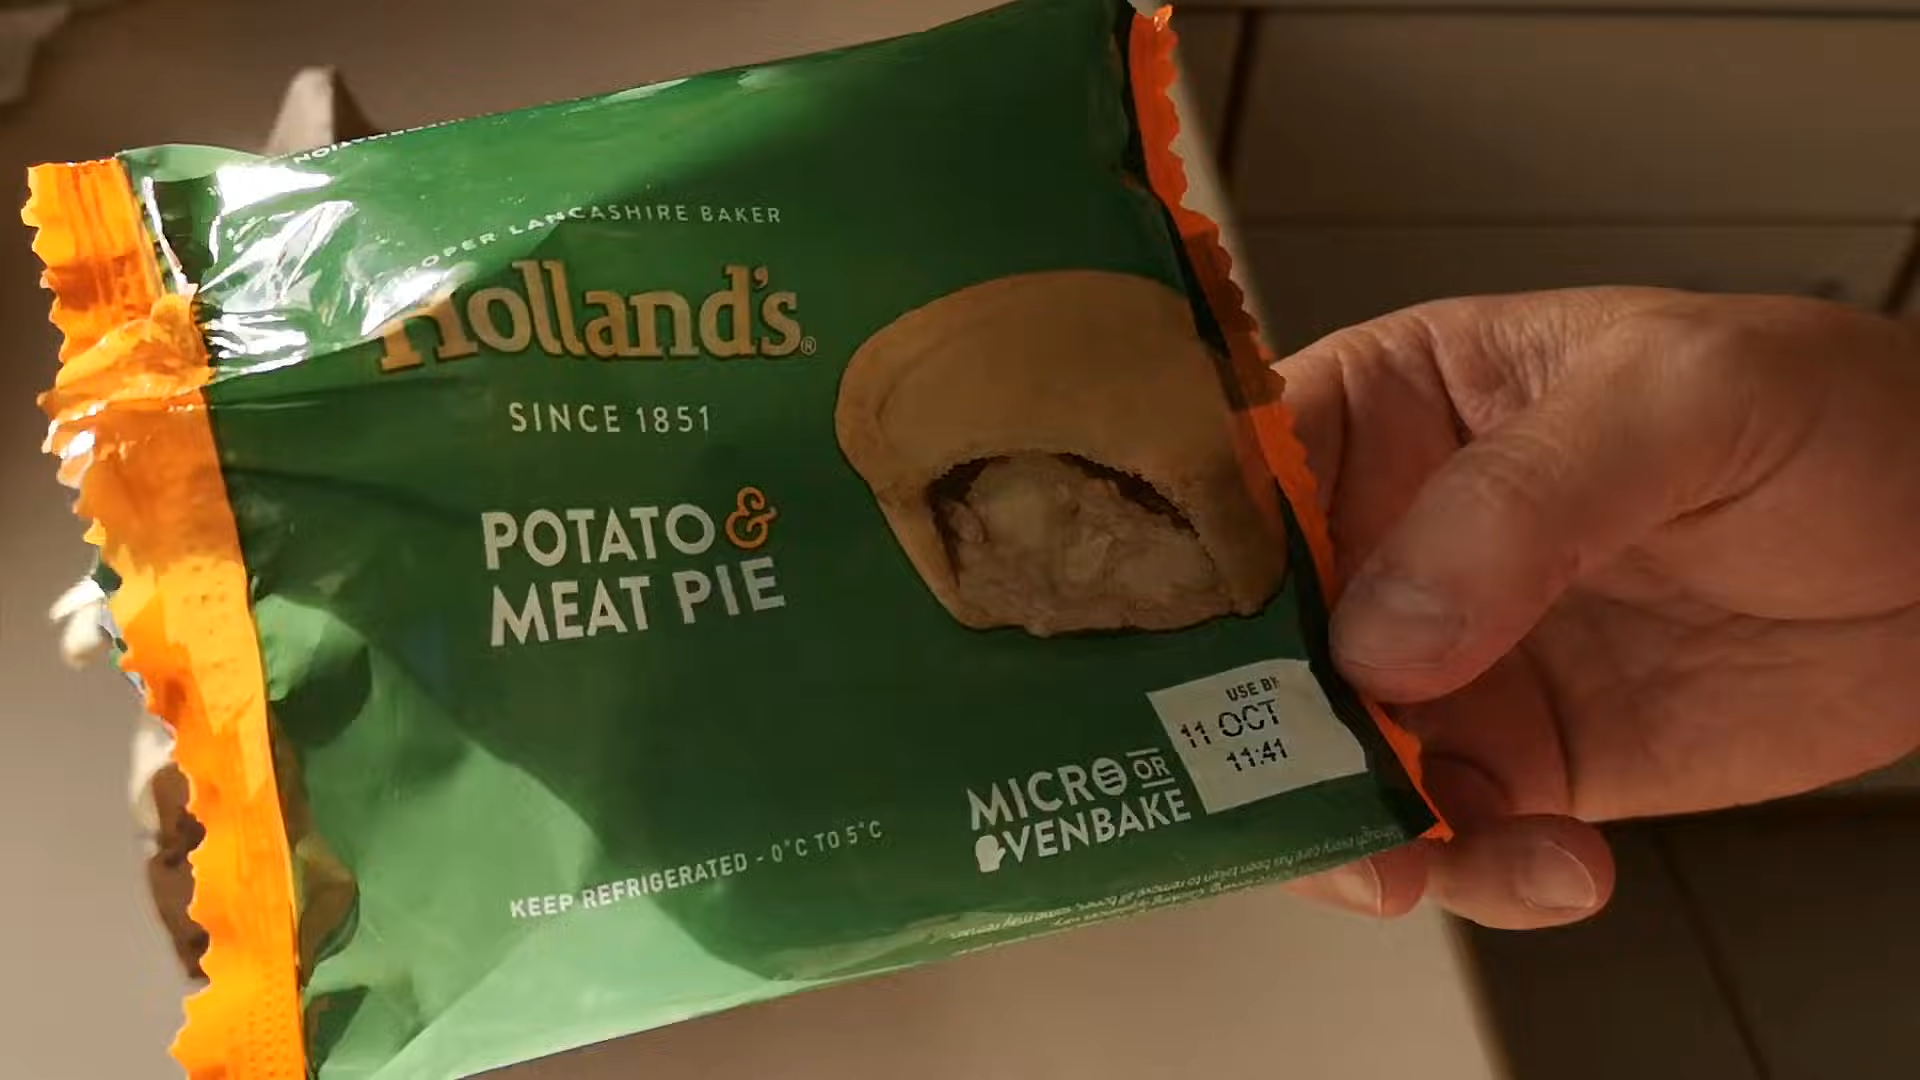 PROPER LANCASHIRE BAKER
Holland's®
SINCE 1851
POTATO &
MEAT PIE
USE BY
11 OCT
11:41
MICRO OR
OVENBAKE
KEEP REFRIGERATED - 0°C TO 5°C